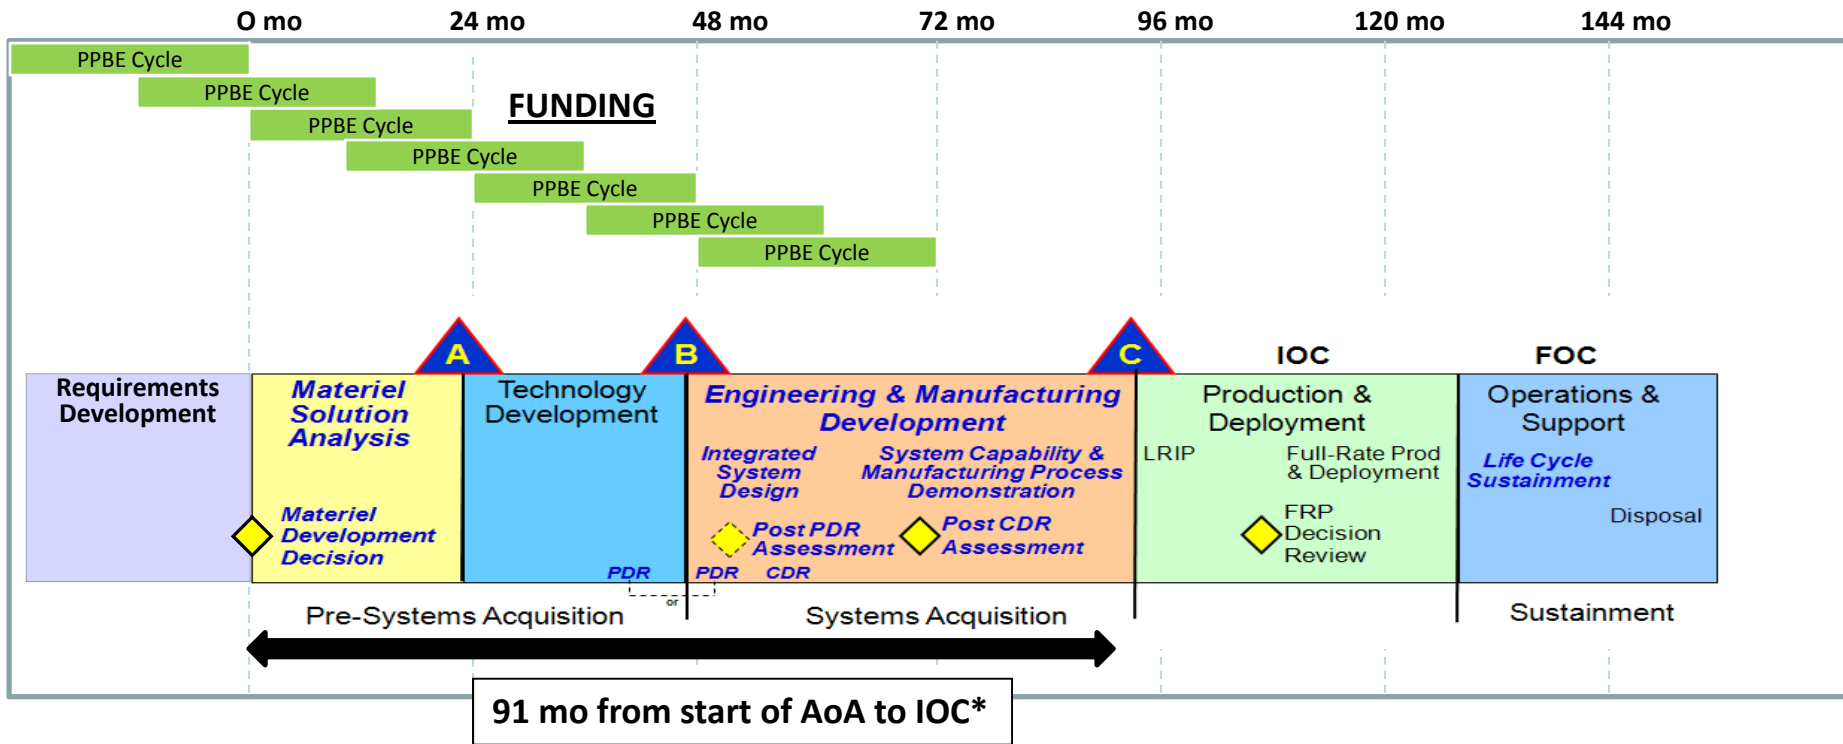 O mo
24 mo
48 mo
72 mo
96 mo
120 mo
144 mo
PPBE Cycle
PPBE Cycle
FUNDING
PPBE Cycle
PPBE Cycle
PPBE Cycle
PPBE Cycle
PPBE Cycle
A
B
C
IOC
FOC
Requirements
Development
Materiel
Solution
Analysis
Materiel
Development
Decision
Technology
Development
PDR
Engineering & Manufacturing
Development
Integrated
System
Design
System Capability &
Manufacturing Process
Demonstration
Post PDR
Assessment
Post CDR
Assessment
PDR
CDR
or
Production &
Deployment
LRIP
Full-Rate Prod
& Deployment
FRP
Decision
Review
Operations &
Support
Life Cycle
Sustainment
Disposal
Pre-Systems Acquisition
Systems Acquisition
Sustainment
91 mo from start of AoA to IOC*